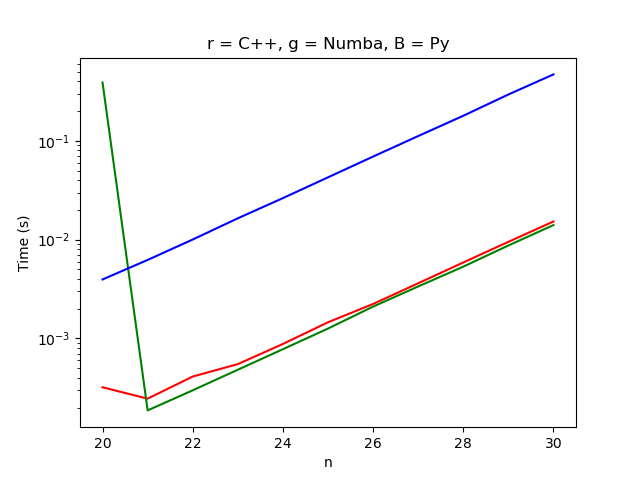 r = C++, g = Numba, B = Py
Time (s)
10⁻¹
10⁻²
10⁻³
20 22 24 26 28 30
n